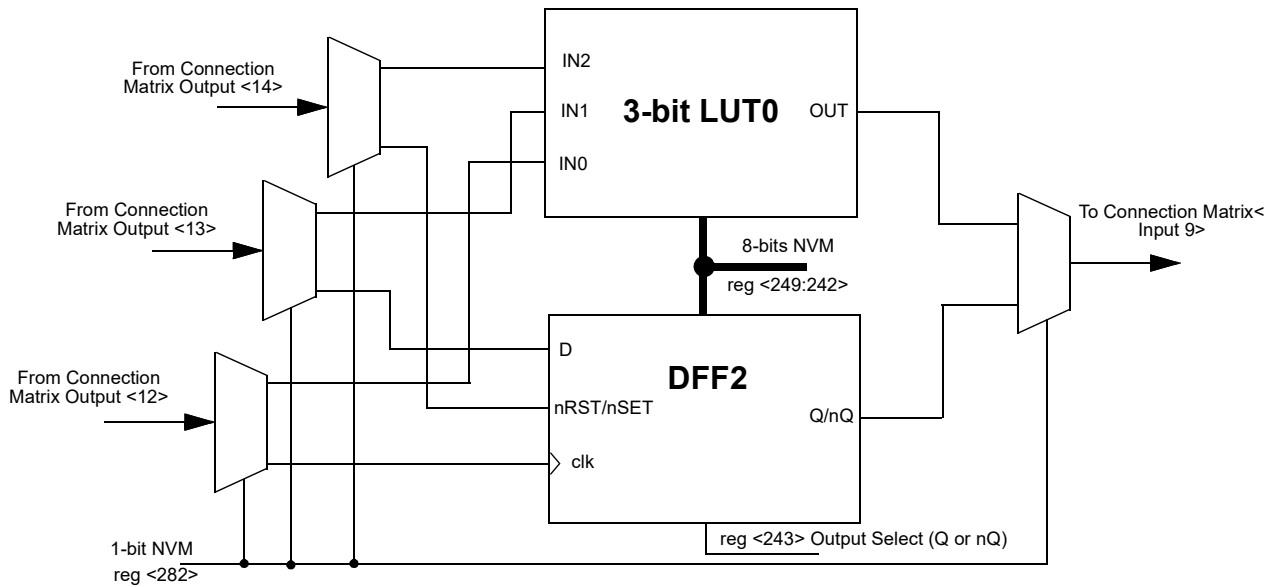 From Connection
Matrix Output <14>
IN2
IN1
3-bit LUT0
OUT
IN0
From Connection
Matrix Output <13>
To Connection Matrix<
Input 9>
8-bits NVM
reg <249:242>
From Connection
Matrix Output <12>
D
DFF2
nRST/nSET
Q/nQ
clk
reg <243> Output Select (Q or nQ)
1-bit NVM
reg <282>